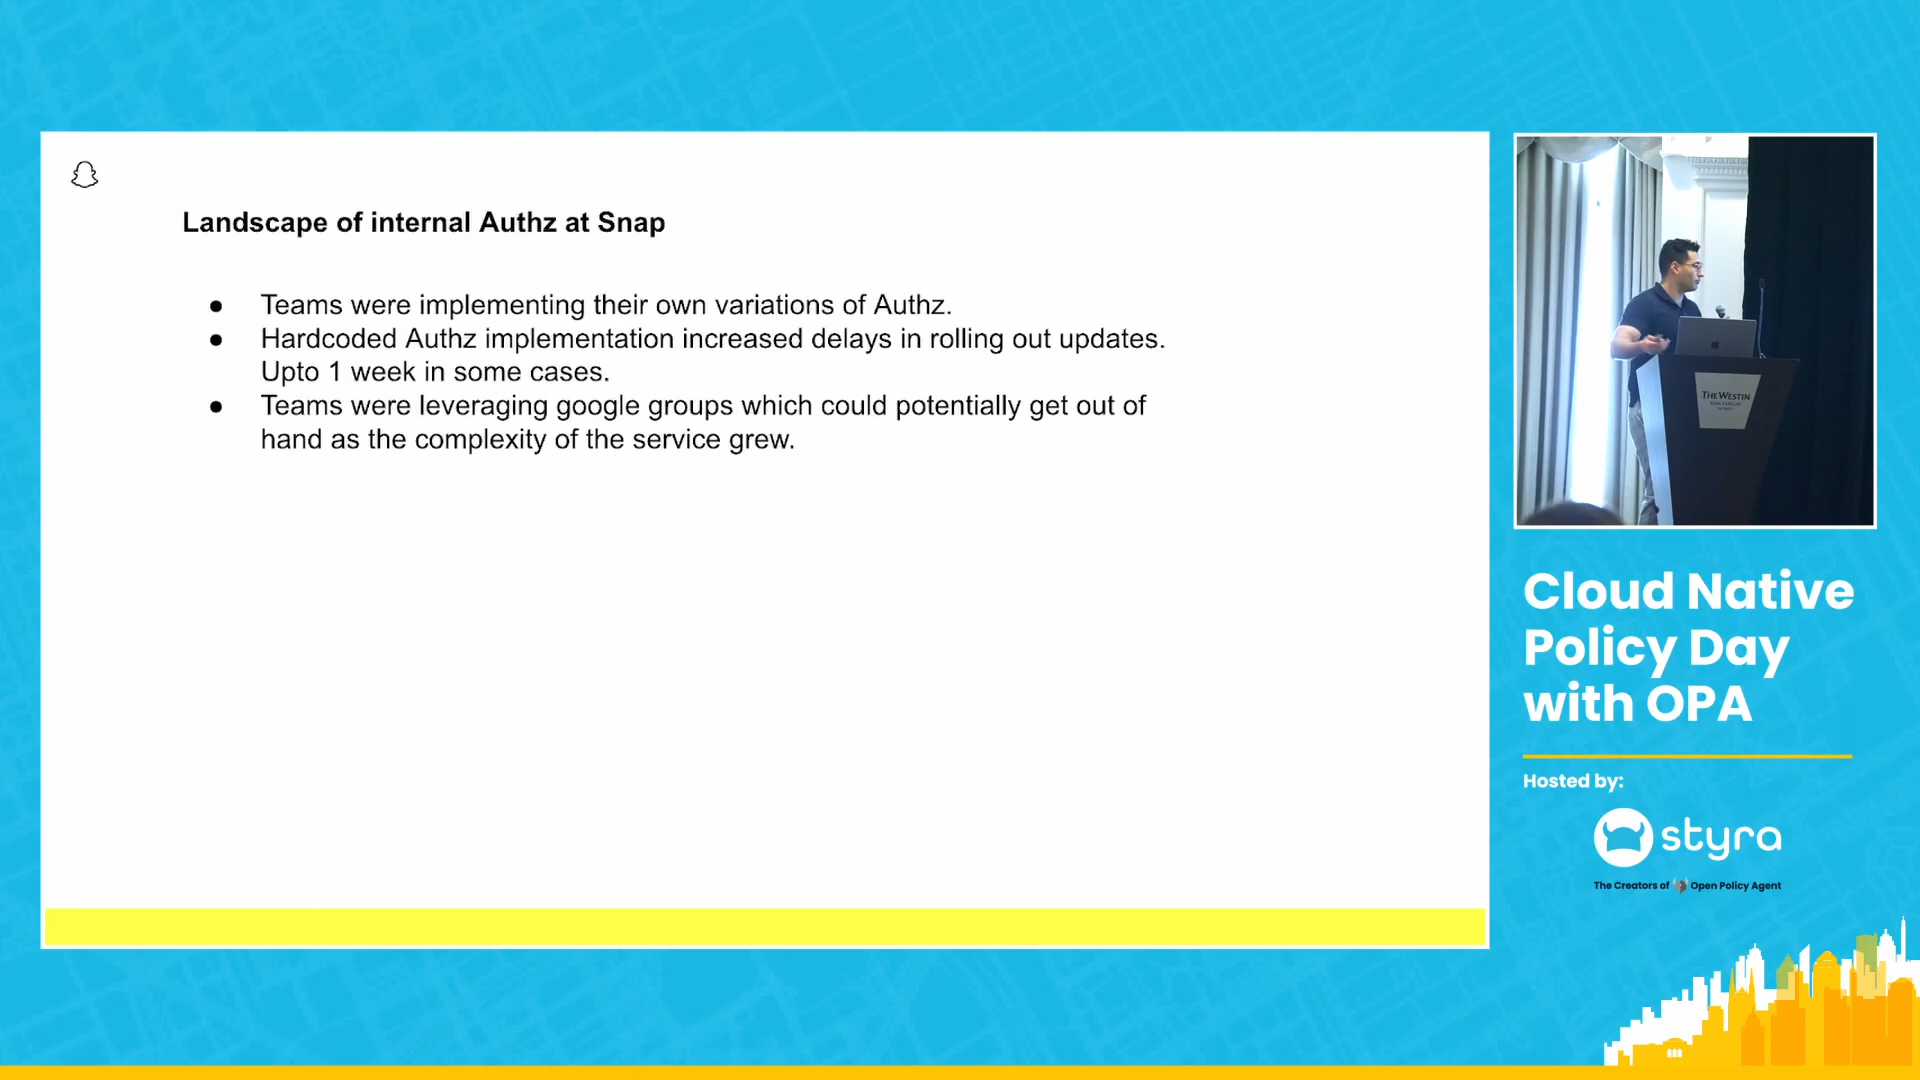 Landscape of internal Authz at Snap
● Teams were implementing their own variations of Authz.
● Hardcoded Authz implementation increased delays in rolling out updates.
Upto 1 week in some cases.
● Teams were leveraging google groups which could potentially get out of
hand as the complexity of the service grew.
THE WESTIN
Cloud Native
Policy Day
with OPA
Hosted by:
styra
The Creators of Open Policy Agent